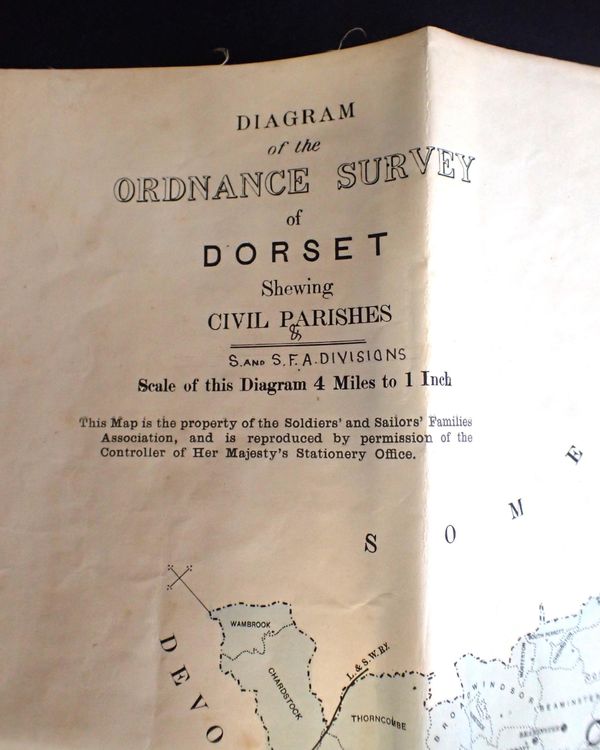 DIAGRAM
of the
ORDNANCE SURVEY
of
DORSET
Shewing
CIVIL PARISHES
&
S. AND S. F. A. DIVISIONS
Scale of this Diagram 4 Miles to 1 Inch
This Map is the property of the Soldiers' and Sailors' Families
Association, and is reproduced by permission of the
Controller of Her Majesty's Stationery Office.
S O M E
DEVO
WAMBROOK
CHARDSTOCK
L. & S. W. RY.
THORNCOMBE
BROADWINDSOR